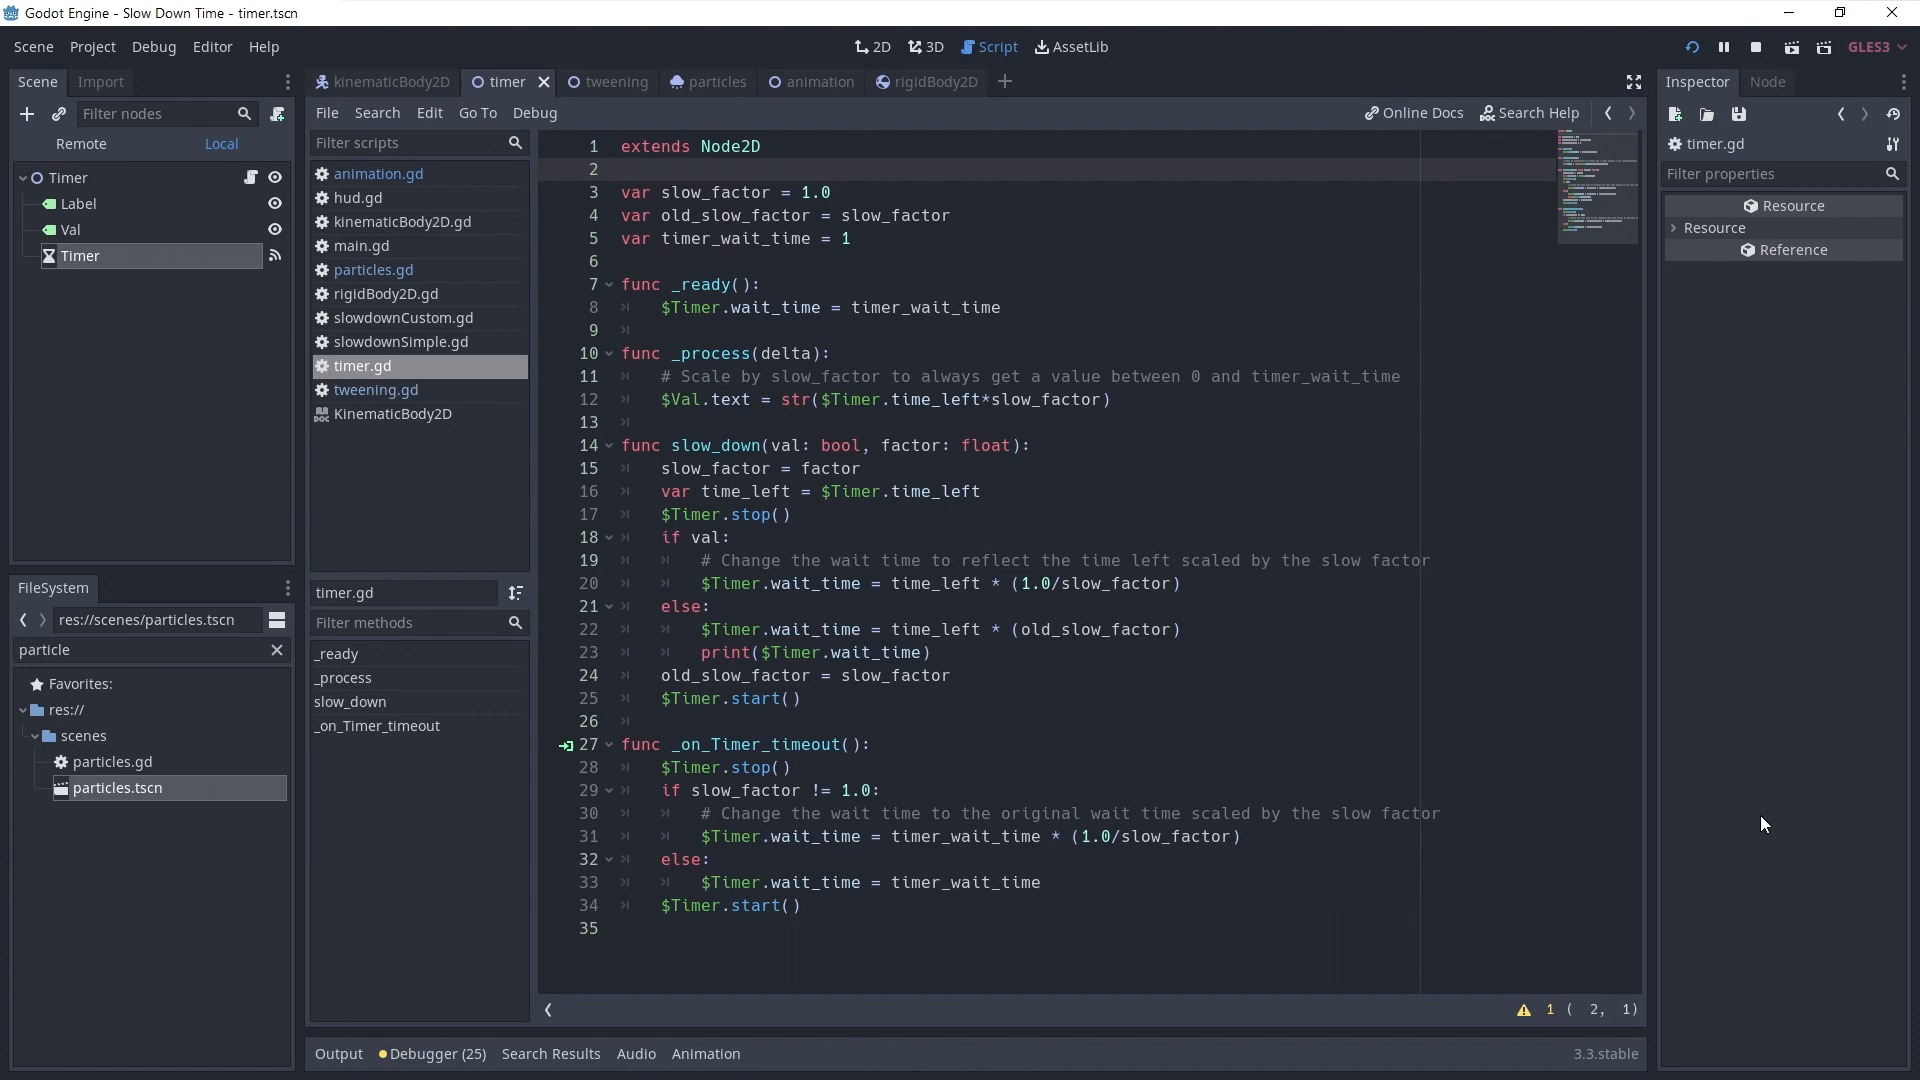 Godot Engine - Slow Down Time - timer.tscn
Scene Project Debug Editor Help
2D 3D Script AssetLib
GLES3
Scene Import
Filter nodes
Remote Local
Timer
Label
Val
Timer
FileSystem
res://scenes/particles.tscn
particle
Favorites:
res://
scenes
particles.gd
particles.tscn
kinematicBody2D timer tweening particles animation rigidBody2D
File Search Edit Go To Debug
Online Docs Search Help
Filter scripts
animation.gd
hud.gd
kinematicBody2D.gd
main.gd
particles.gd
rigidBody2D.gd
slowdownCustom.gd
slowdownSimple.gd
timer.gd
tweening.gd
KinematicBody2D
timer.gd
Filter methods
_ready
_process
slow_down
_on_Timer_timeout
1 extends Node2D
2
3 var slow_factor = 1.0
4 var old_slow_factor = slow_factor
5 var timer_wait_time = 1
6
7 func _ready():
8 $Timer.wait_time = timer_wait_time
9
10 func _process(delta):
11 # Scale by slow_factor to always get a value between 0 and timer_wait_time
12 $Val.text = str($Timer.time_left*slow_factor)
13
14 func slow_down(val: bool, factor: float):
15 slow_factor = factor
16 var time_left = $Timer.time_left
17 $Timer.stop()
18 if val:
19 # Change the wait time to reflect the time left scaled by the slow factor
20 $Timer.wait_time = time_left * (1.0/slow_factor)
21 else:
22 $Timer.wait_time = time_left * (old_slow_factor)
23 print($Timer.wait_time)
24 old_slow_factor = slow_factor
25 $Timer.start()
26
27 func _on_Timer_timeout():
28 $Timer.stop()
29 if slow_factor != 1.0:
30 # Change the wait time to the original wait time scaled by the slow factor
31 $Timer.wait_time = timer_wait_time * (1.0/slow_factor)
32 else:
33 $Timer.wait_time = timer_wait_time
34 $Timer.start()
35
1 ( 2, 1)
Output Debugger (25) Search Results Audio Animation
3.3.stable
Inspector Node
timer.gd
Filter properties
Resource
Resource
Reference